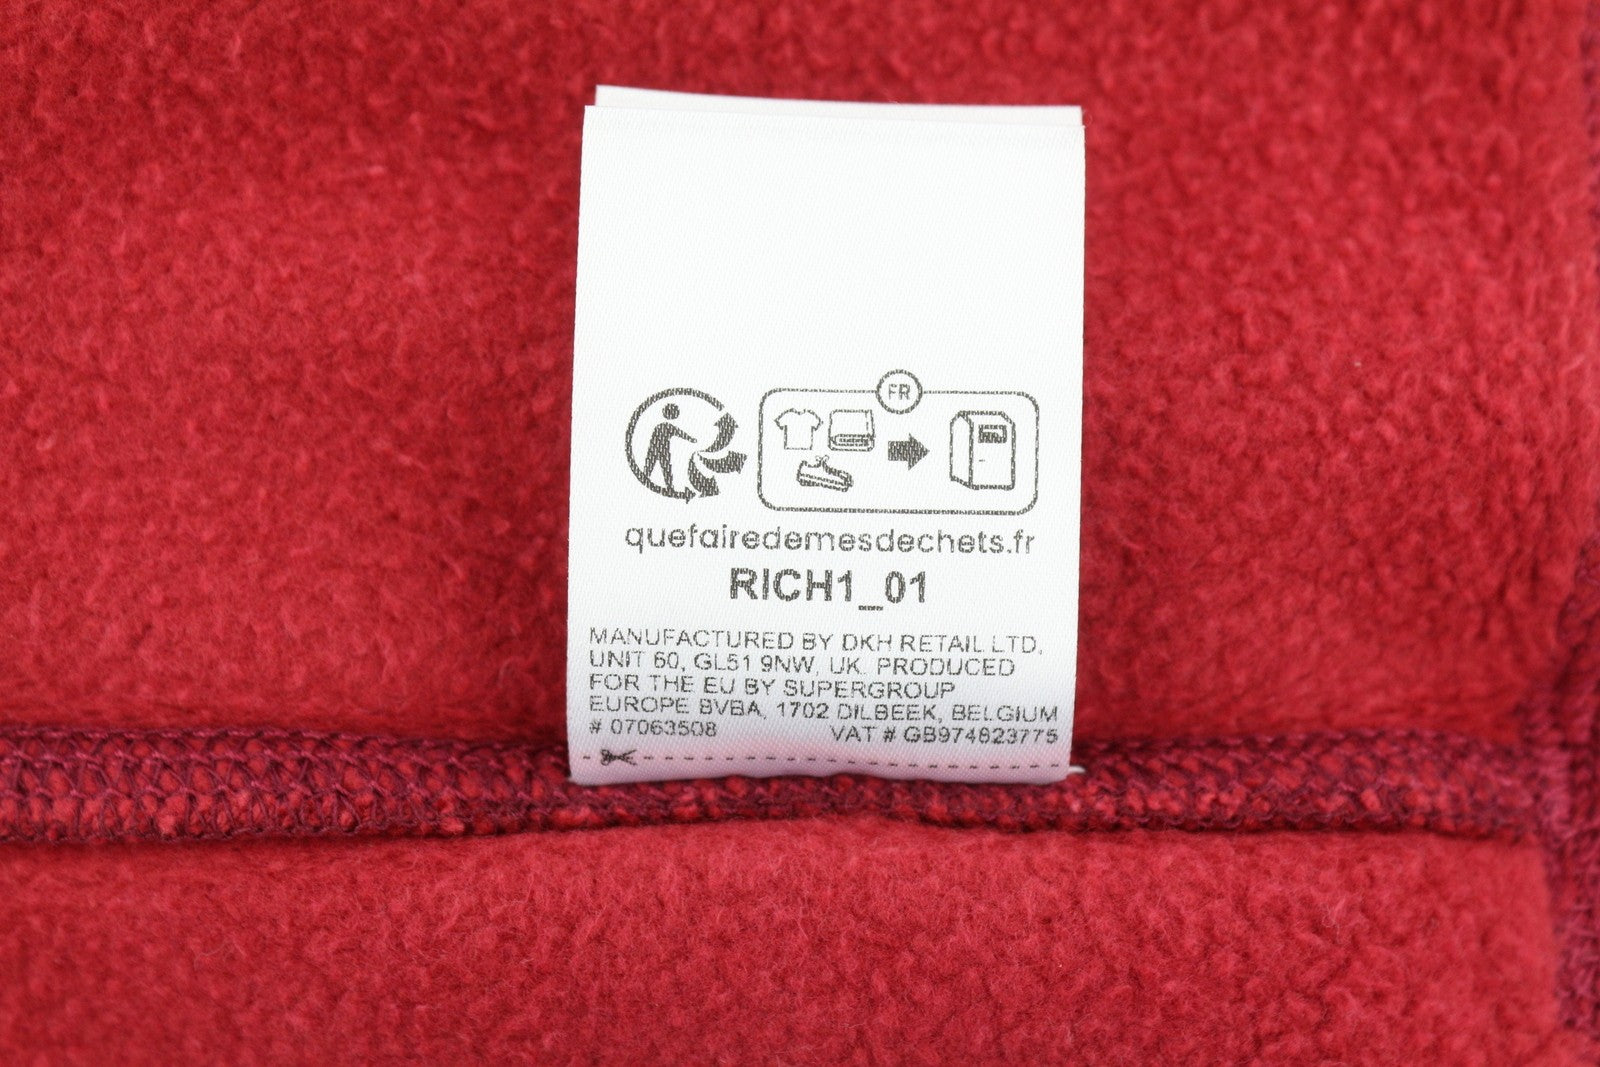 FR
quefairedemesdechets.fr
RICH1_01
MANUFACTURED BY DKH RETAIL LTD,
UNIT 60, GL51 9NW, UK. PRODUCED
FOR THE EU BY SUPERGROUP
EUROPE BVBA, 1702 DILBEEK, BELGIUM
# 07063508 VAT # GB974823775